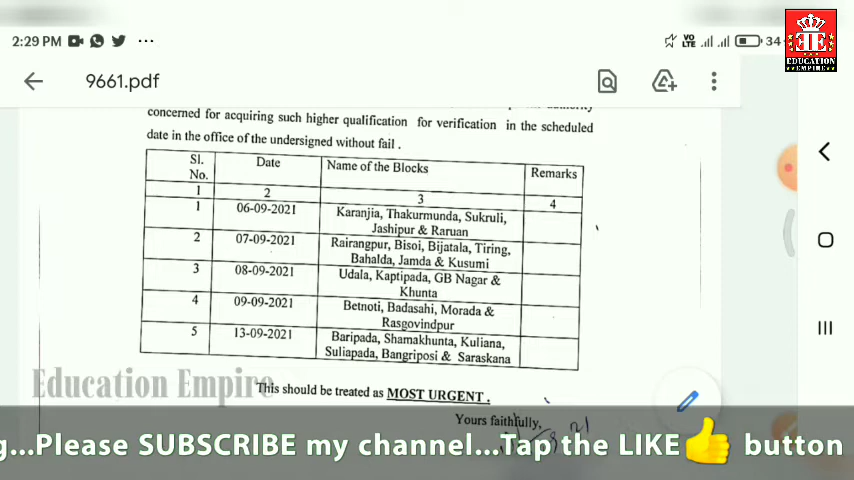 2:29 PM
VO LTE
34
EDUCATION
EMPIRE
9661.pdf
concerned for acquiring such higher qualification for verification in the scheduled
date in the office of the undersigned without fail .
Sl. No. Date Name of the Blocks Remarks
1 2 3 4
1 06-09-2021 Karanjia, Thakurmunda, Sukruli,
Jashipur & Raruan
2 07-09-2021 Rairangpur, Bisoi, Bijatala, Tiring,
Bahalda, Jamda & Kusumi
3 08-09-2021 Udala, Kaptipada, GB Nagar &
Khunta
4 09-09-2021 Betnoti, Badasahi, Morada &
Rasgovindpur
5 13-09-2021 Baripada, Shamakhunta, Kuliana,
Suliapada, Bangriposi & Saraskana
Education Empire
This should be treated as MOST URGENT .
Yours faithfully,
...Please SUBSCRIBE my channel...Tap the LIKE button